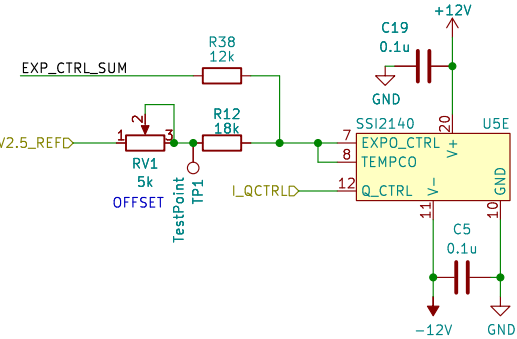 +12V
C19
0.1u
GND
R38
12k
EXP_CTRL_SUM
V2.5_REF
1
2
3
RV1
5k
OFFSET
TestPoint
TP1
R12
18k
SSI2140
U5E
20
V+
7
EXPO_CTRL
8
TEMPCO
I_QCTRL
12
Q_CTRL
V-
GND
11
10
C5
0.1u
-12V
GND